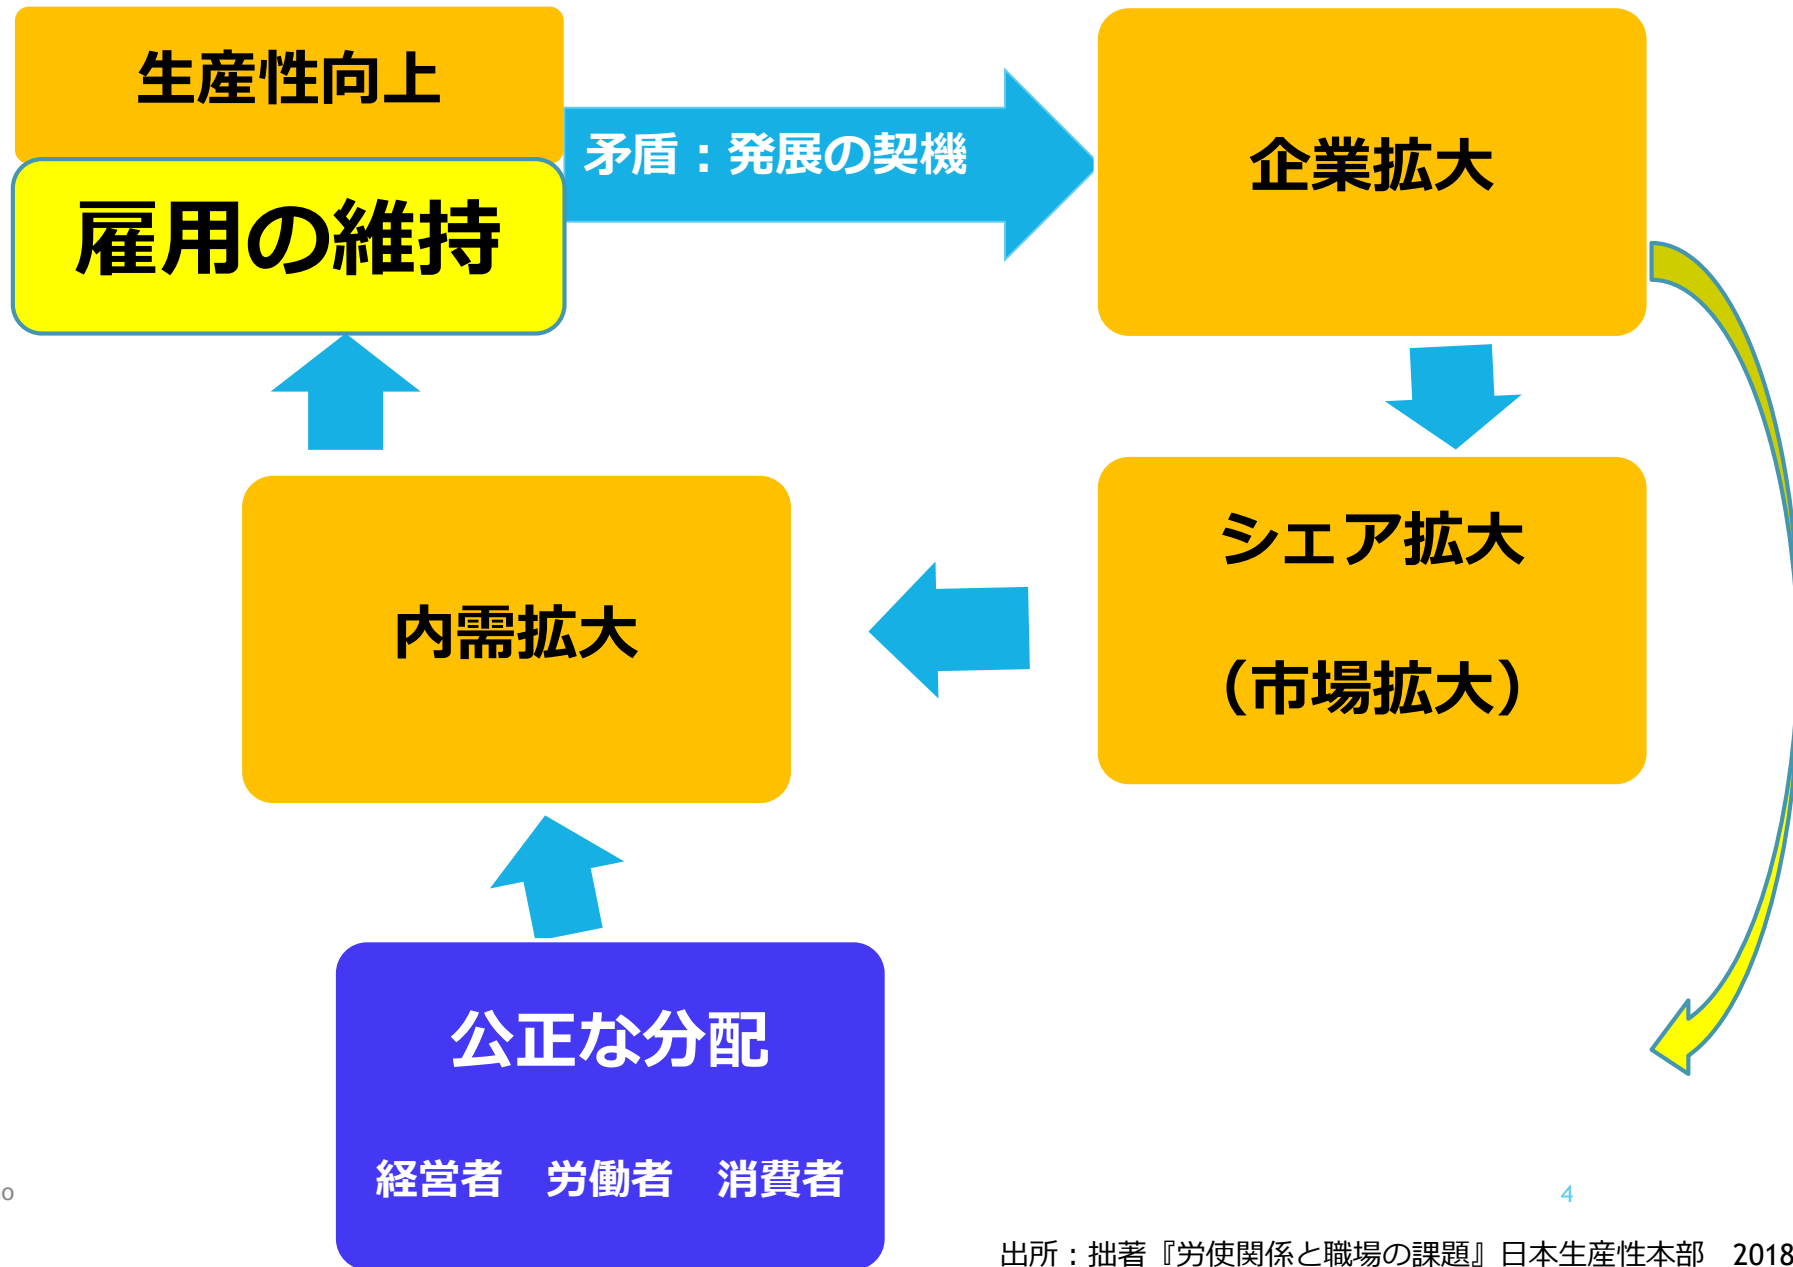 生産性向上
雇用の維持
矛盾：発展の契機
企業拡大
シェア拡大
（市場拡大）
内需拡大
公正な分配
経営者　労働者　消費者
o
4
出所：拙著『労使関係と職場の課題』日本生産性本部　2018